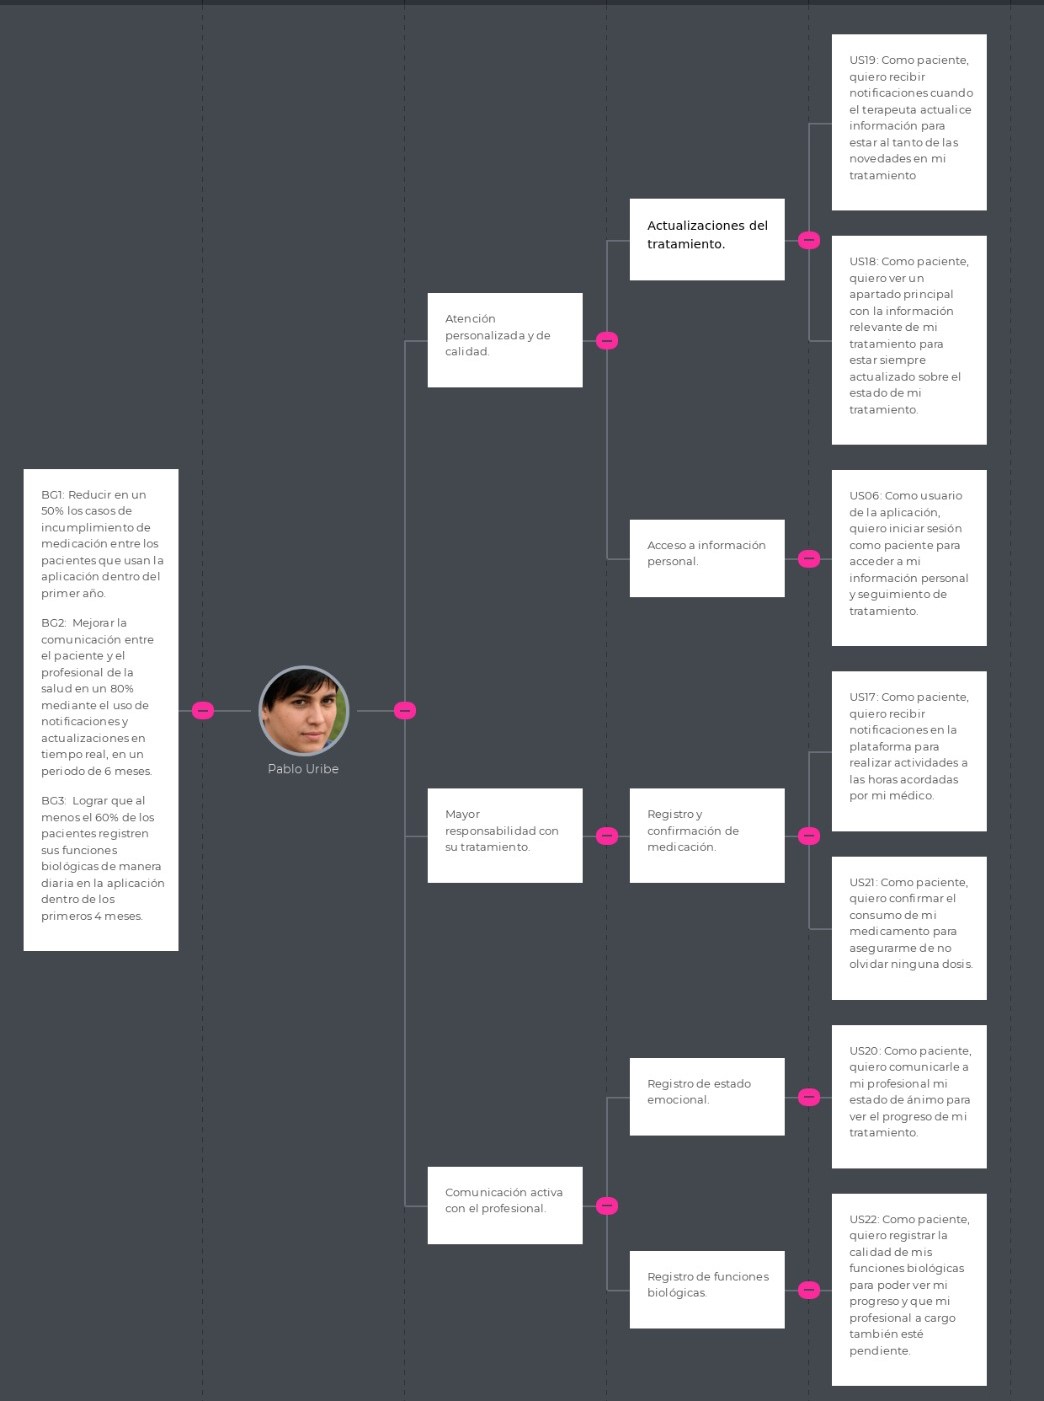 BG1: Reducir en un
50% los casos de
incumplimiento de
medicación entre los
pacientes que usan la
aplicación dentro del
primer año.
BG2:  Mejorar la
comunicación entre
el paciente y el
profesional de la
salud en un 80%
mediante el uso de
notificaciones y
actualizaciones en
tiempo real, en un
periodo de 6 meses.
BG3:  Lograr que al
menos el 60% de los
pacientes registren
sus funciones
biológicas de manera
diaria en la aplicación
dentro de los
primeros 4 meses.
Pablo Uribe
Atención
personalizada y de
calidad.
Actualizaciones del
tratamiento.
US19: Como paciente,
quiero recibir
notificaciones cuando
el terapeuta actualice
información para
estar al tanto de las
novedades en mi
tratamiento
US18: Como paciente,
quiero ver un
apartado principal
con la información
relevante de mi
tratamiento para
estar siempre
actualizado sobre el
estado de mi
tratamiento.
Acceso a información
personal.
US06: Como usuario
de la aplicación,
quiero iniciar sesión
como paciente para
acceder a mi
información personal
y seguimiento de
tratamiento.
Mayor
responsabilidad con
su tratamiento.
Registro y
confirmación de
medicación.
US17: Como paciente,
quiero recibir
notificaciones en la
plataforma para
realizar actividades a
las horas acordadas
por mi médico.
US21: Como paciente,
quiero confirmar el
consumo de mi
medicamento para
asegurarme de no
olvidar ninguna dosis.
Comunicación activa
con el profesional.
Registro de estado
emocional.
US20: Como paciente,
quiero comunicarle a
mi profesional mi
estado de ánimo para
ver el progreso de mi
tratamiento.
Registro de funciones
biológicas.
US22: Como paciente,
quiero registrar la
calidad de mis
funciones biológicas
para poder ver mi
progreso y que mi
profesional a cargo
también esté
pendiente.